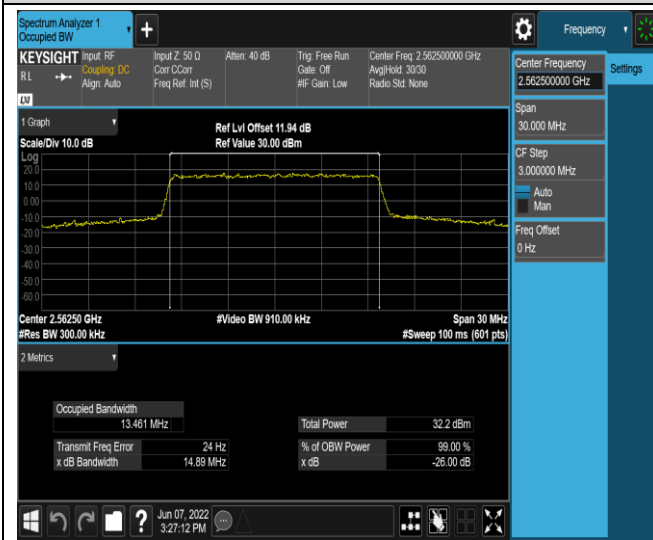 Spectrum Analyzer 1
Occupied BW
+
Frequency
KEYSIGHT
RL
LXI
Input: RF
Coupling: DC
Align: Auto
Input Z: 50 Ω
Corr CCorr
Freq Ref: Int (S)
Atten: 40 dB
Trig: Free Run
Gate: Off
#IF Gain: Low
Center Freq: 2.562500000 GHz
Avg|Hold: 30/30
Radio Std: None
Center Frequency
2.562500000 GHz
Settings
Span
30.000 MHz
CF Step
3.000000 MHz
Auto
Man
Freq Offset
0 Hz
1 Graph
Scale/Div 10.0 dB
Ref Lvl Offset 11.94 dB
Ref Value 30.00 dBm
Log
20.0
10.0
0.00
-10.0
-20.0
-30.0
-40.0
-50.0
-60.0
Center 2.56250 GHz
#Video BW 910.00 kHz
Span 30 MHz
#Res BW 300.00 kHz
#Sweep 100 ms (601 pts)
2 Metrics
Occupied Bandwidth
13.461 MHz
Total Power 32.2 dBm
Transmit Freq Error 24 Hz
% of OBW Power 99.00 %
x dB Bandwidth 14.89 MHz
x dB -26.00 dB
?
Jun 07, 2022
3:27:12 PM